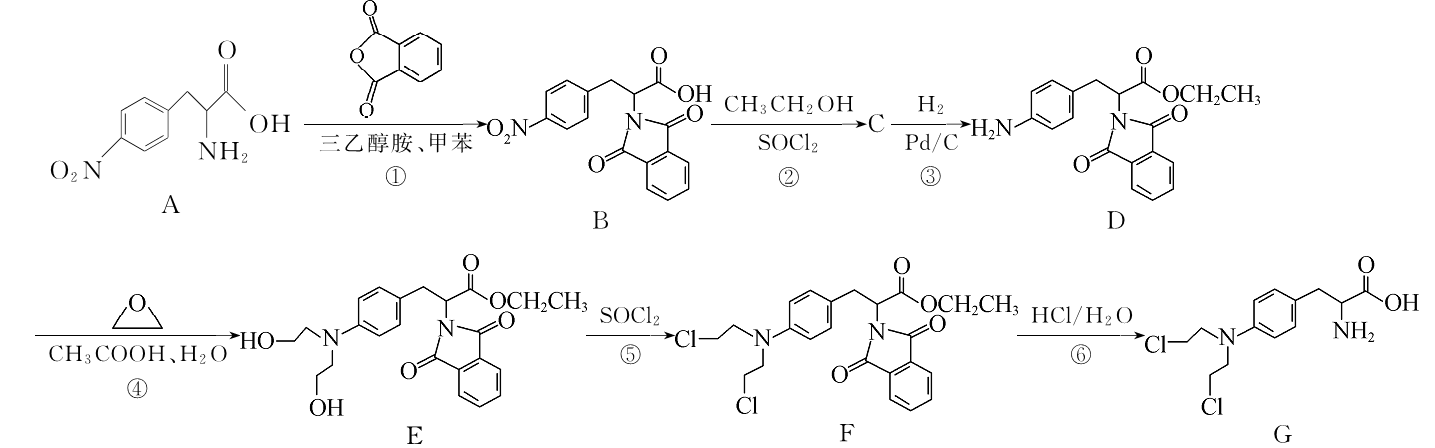 O
O
O
O
OH
NH₂
O₂N
A
三乙醇胺、甲苯
①
O
OH
O₂N
N
O
O
B
CH₃CH₂OH
SOCl₂
②
C
H₂
Pd/C
③
O
OCH₂CH₃
H₂N
N
O
O
D
O
CH₃COOH、H₂O
④
O
OCH₂CH₃
HO
N
N
O
O
OH
E
SOCl₂
⑤
O
OCH₂CH₃
Cl
N
N
O
O
Cl
F
HCl/H₂O
⑥
O
OH
Cl
N
NH₂
Cl
G